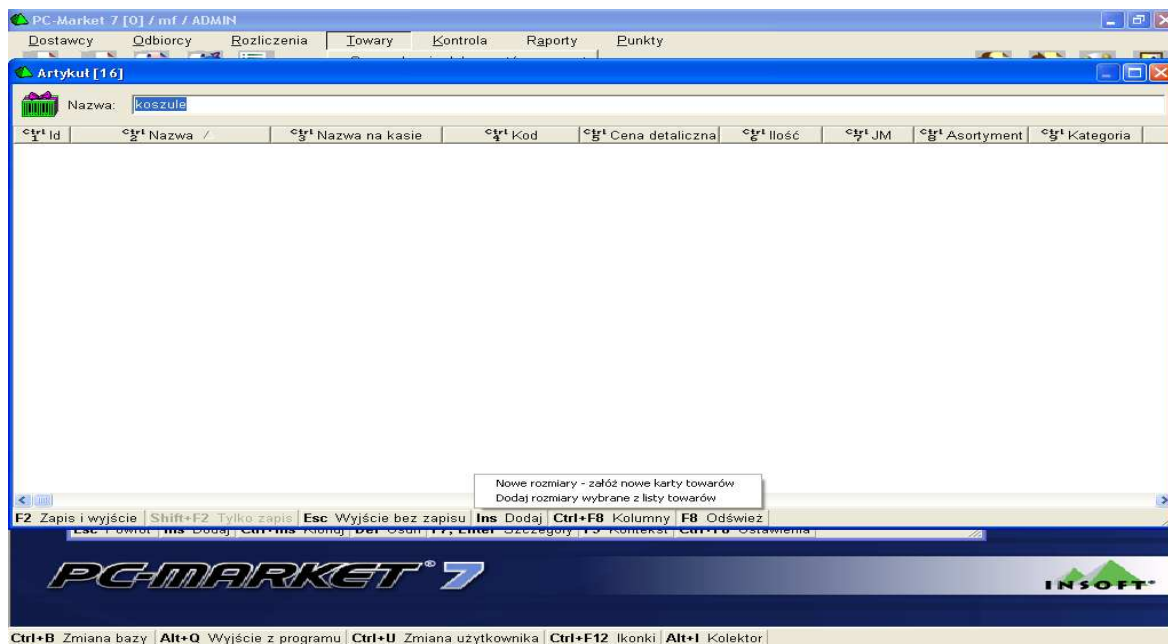 PC-Market 7 [0] / mf / ADMIN
Dostawcy Odbiorcy Rozliczenia Towary Kontrola Raporty Punkty
Artykuł [16]
Nazwa: koszule
Ctrl 1 Id Ctrl 2 Nazwa / Ctrl 3 Nazwa na kasie Ctrl 4 Kod Ctrl 5 Cena detaliczna Ctrl 6 Ilość Ctrl 7 JM Ctrl 8 Asortyment Ctrl 9 Kategoria
Nowe rozmiary - załóż nowe karty towarów
Dodaj rozmiary wybrane z listy towarów
F2 Zapis i wyjście Shift+F2 Tylko zapis Esc Wyjście bez zapisu Ins Dodaj Ctrl+F8 Kolumny F8 Odśwież
PC-MARKET® 7
INSOFT
Ctrl+B Zmiana bazy Alt+Q Wyjście z programu Ctrl+U Zmiana użytkownika Ctrl+F12 Ikonki Alt+I Kolektor